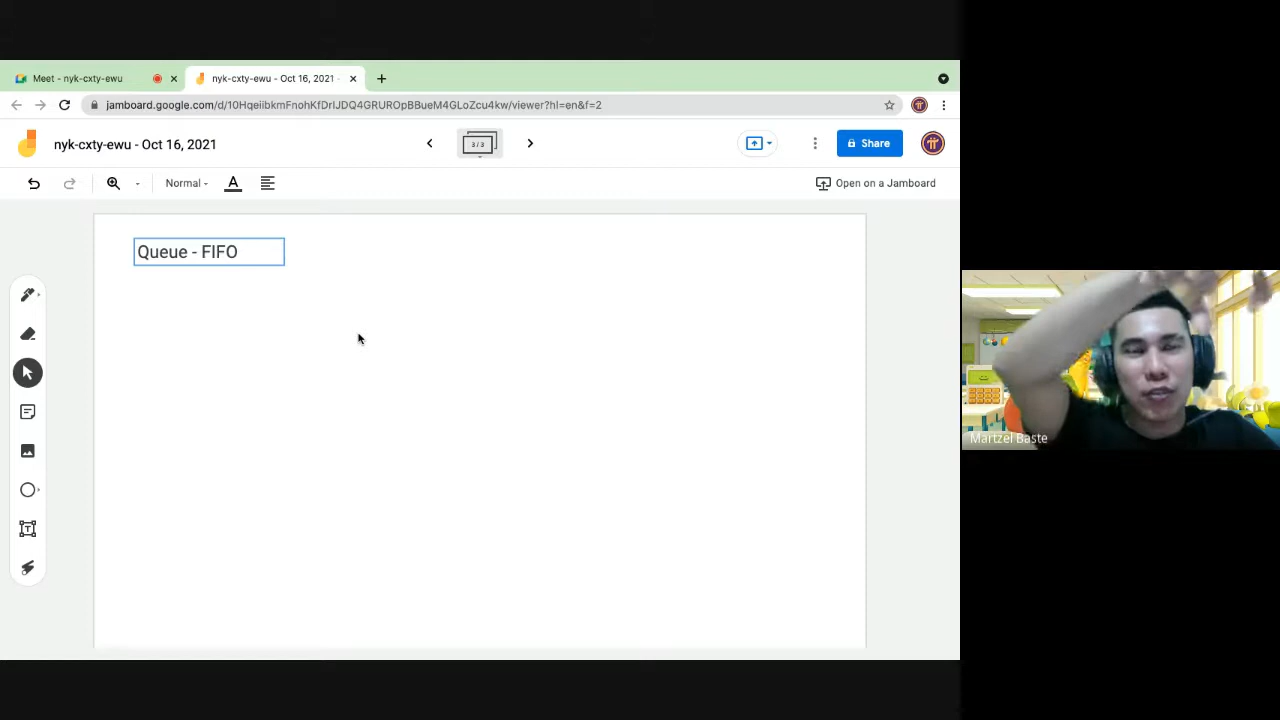 Meet - nyk-cxty-ewu
nyk-cxty-ewu - Oct 16, 2021 -
jamboard.google.com/d/10HqeiibkmFnohKfDrIJDQ4GRUROpBBueM4GLoZcu4kw/viewer?hl=en&f=2
nyk-cxty-ewu - Oct 16, 2021
3 / 3
Share
Normal
A
Open on a Jamboard
Queue - FIFO
T
Martzel Baste